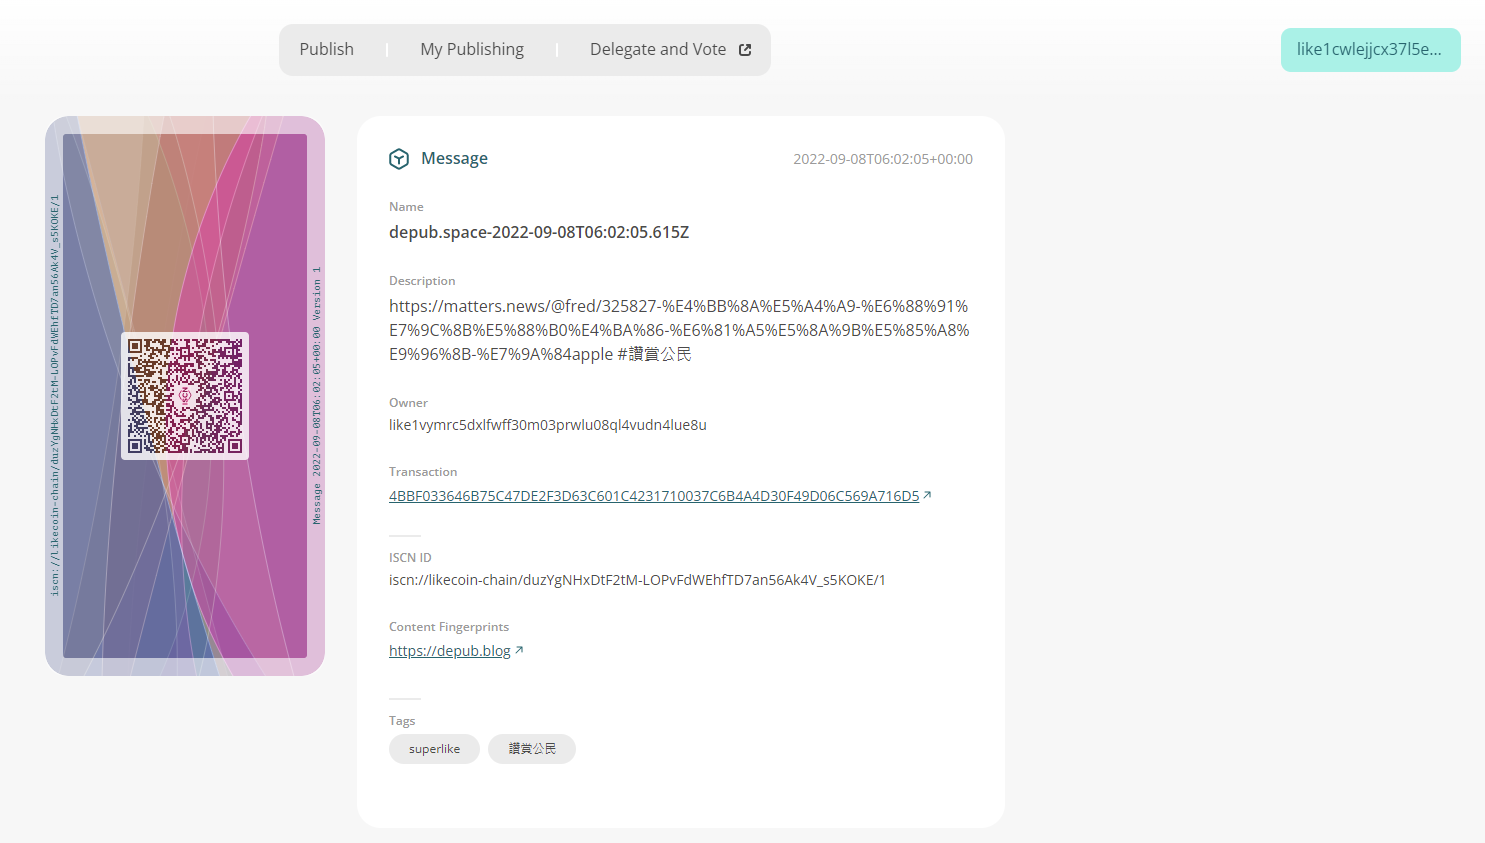 Publish
My Publishing
Delegate and Vote
like1cwlejjcx37l5e...
iscn://likecoin-chain/duzYgNHxDtF2tM-LOPvFdWEhfTD7an56Ak4V_s5KOKE/1
Message 2022-09-08T06:02:05+00:00 Version 1
Message
2022-09-08T06:02:05+00:00
Name
depub.space-2022-09-08T06:02:05.615Z
Description
https://matters.news/@fred/325827-%E4%BB%8A%E5%A4%A9-%E6%88%91%
E7%9C%8B%E5%88%B0%E4%BA%86-%E6%81%A5%E5%8A%9B%E5%85%A8%
E9%96%8B-%E7%9A%84apple #讚賞公民
Owner
like1vymrc5dxlfwff30m03prwlu08ql4vudn4lue8u
Transaction
4BBF033646B75C47DE2F3D63C601C4231710037C6B4A4D30F49D06C569A716D5
ISCN ID
iscn://likecoin-chain/duzYgNHxDtF2tM-LOPvFdWEhfTD7an56Ak4V_s5KOKE/1
Content Fingerprints
https://depub.blog
Tags
superlike
讚賞公民